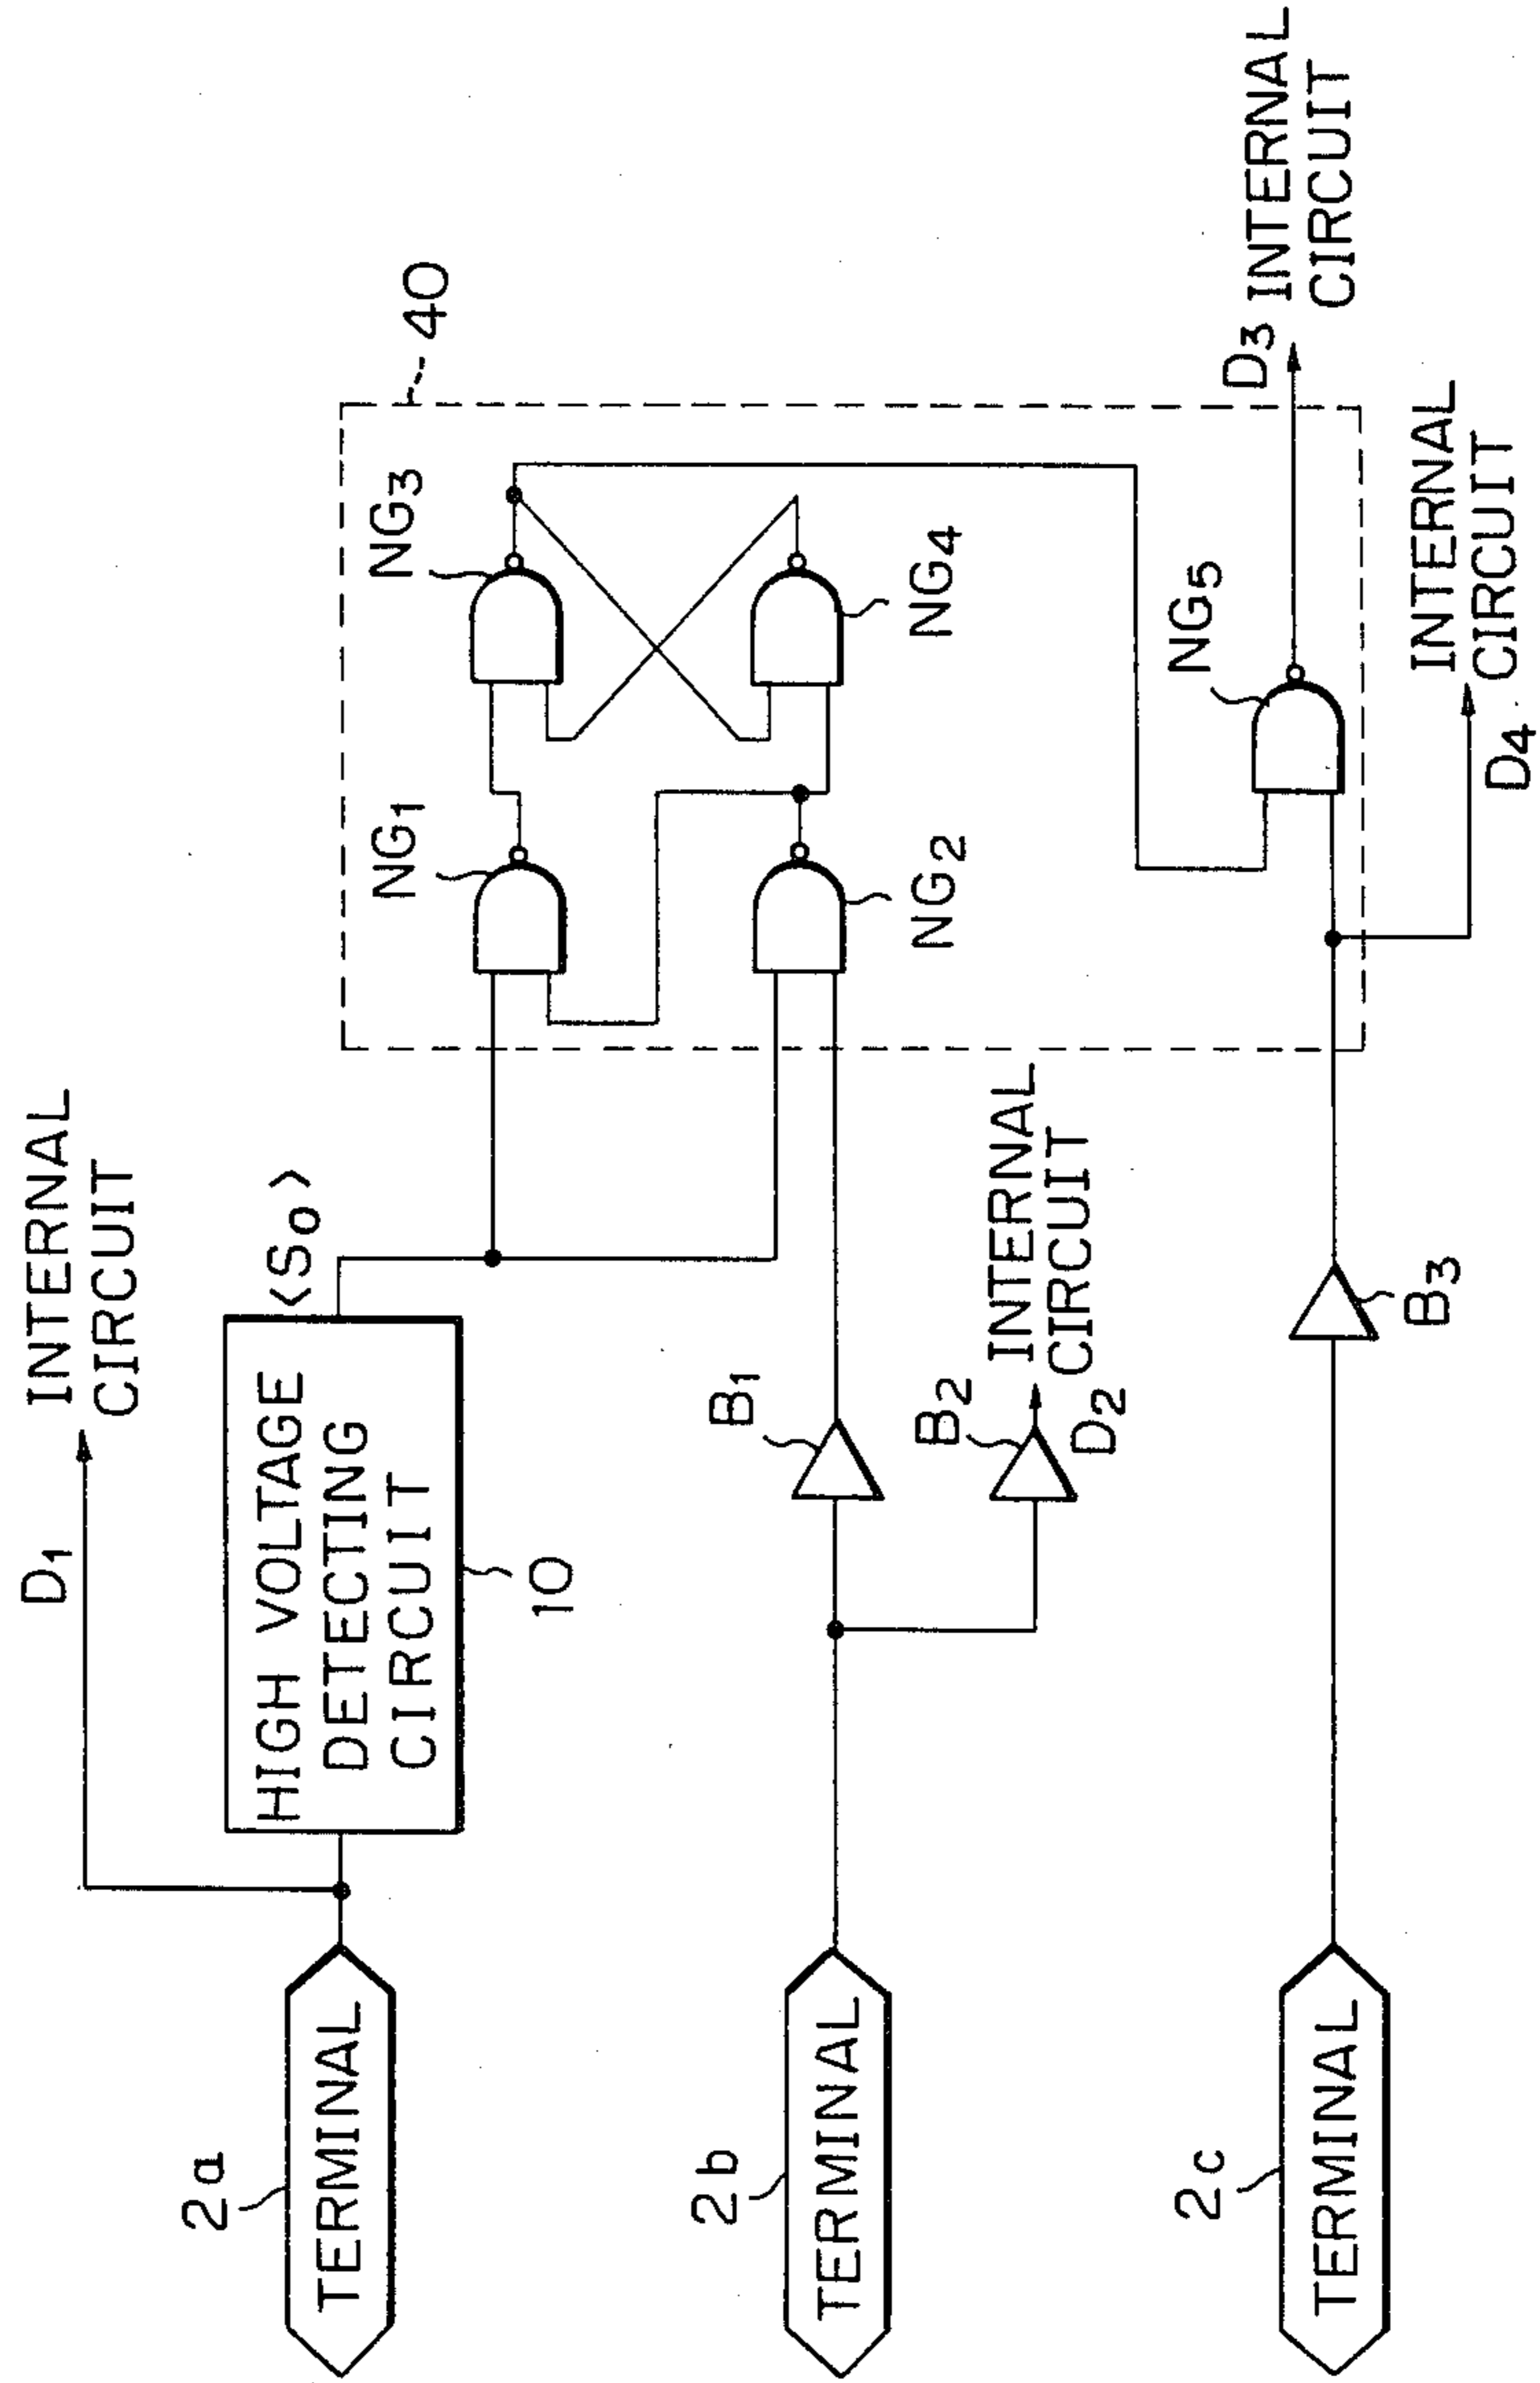 D1
INTERNAL
CIRCUIT
2a
TERMINAL
HIGH VOLTAGE
DETECTING
CIRCUIT
10
<S0>
40
NG1
NG3
NG2
NG4
2b
TERMINAL
B1
B2
D2
INTERNAL
CIRCUIT
2c
TERMINAL
B3
NG5
D3
INTERNAL
CIRCUIT
D4
INTERNAL
CIRCUIT